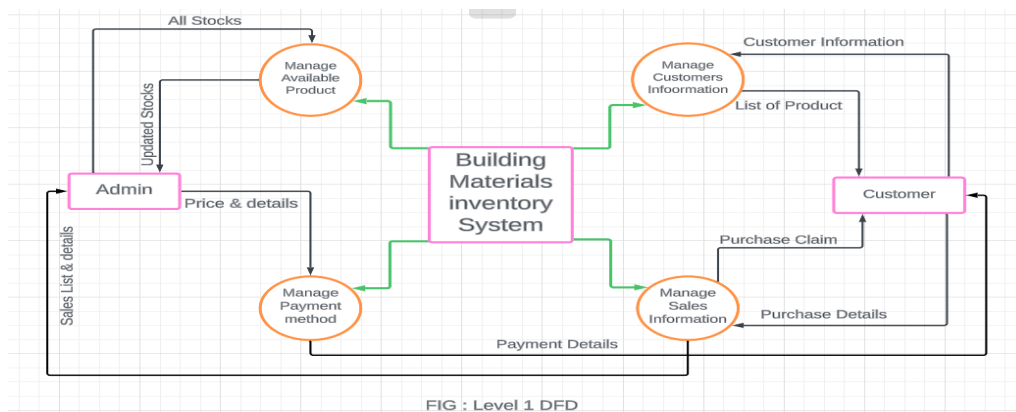 All Stocks
Manage
Available
Product
Updated Stocks
Manage
Customers
Infoormation
Customer Information
List of Product
Building
Materials
inventory
System
Admin
Price & details
Customer
Sales List & details
Manage
Payment
method
Purchase Claim
Manage
Sales
Information
Purchase Details
Payment Details
FIG : Level 1 DFD